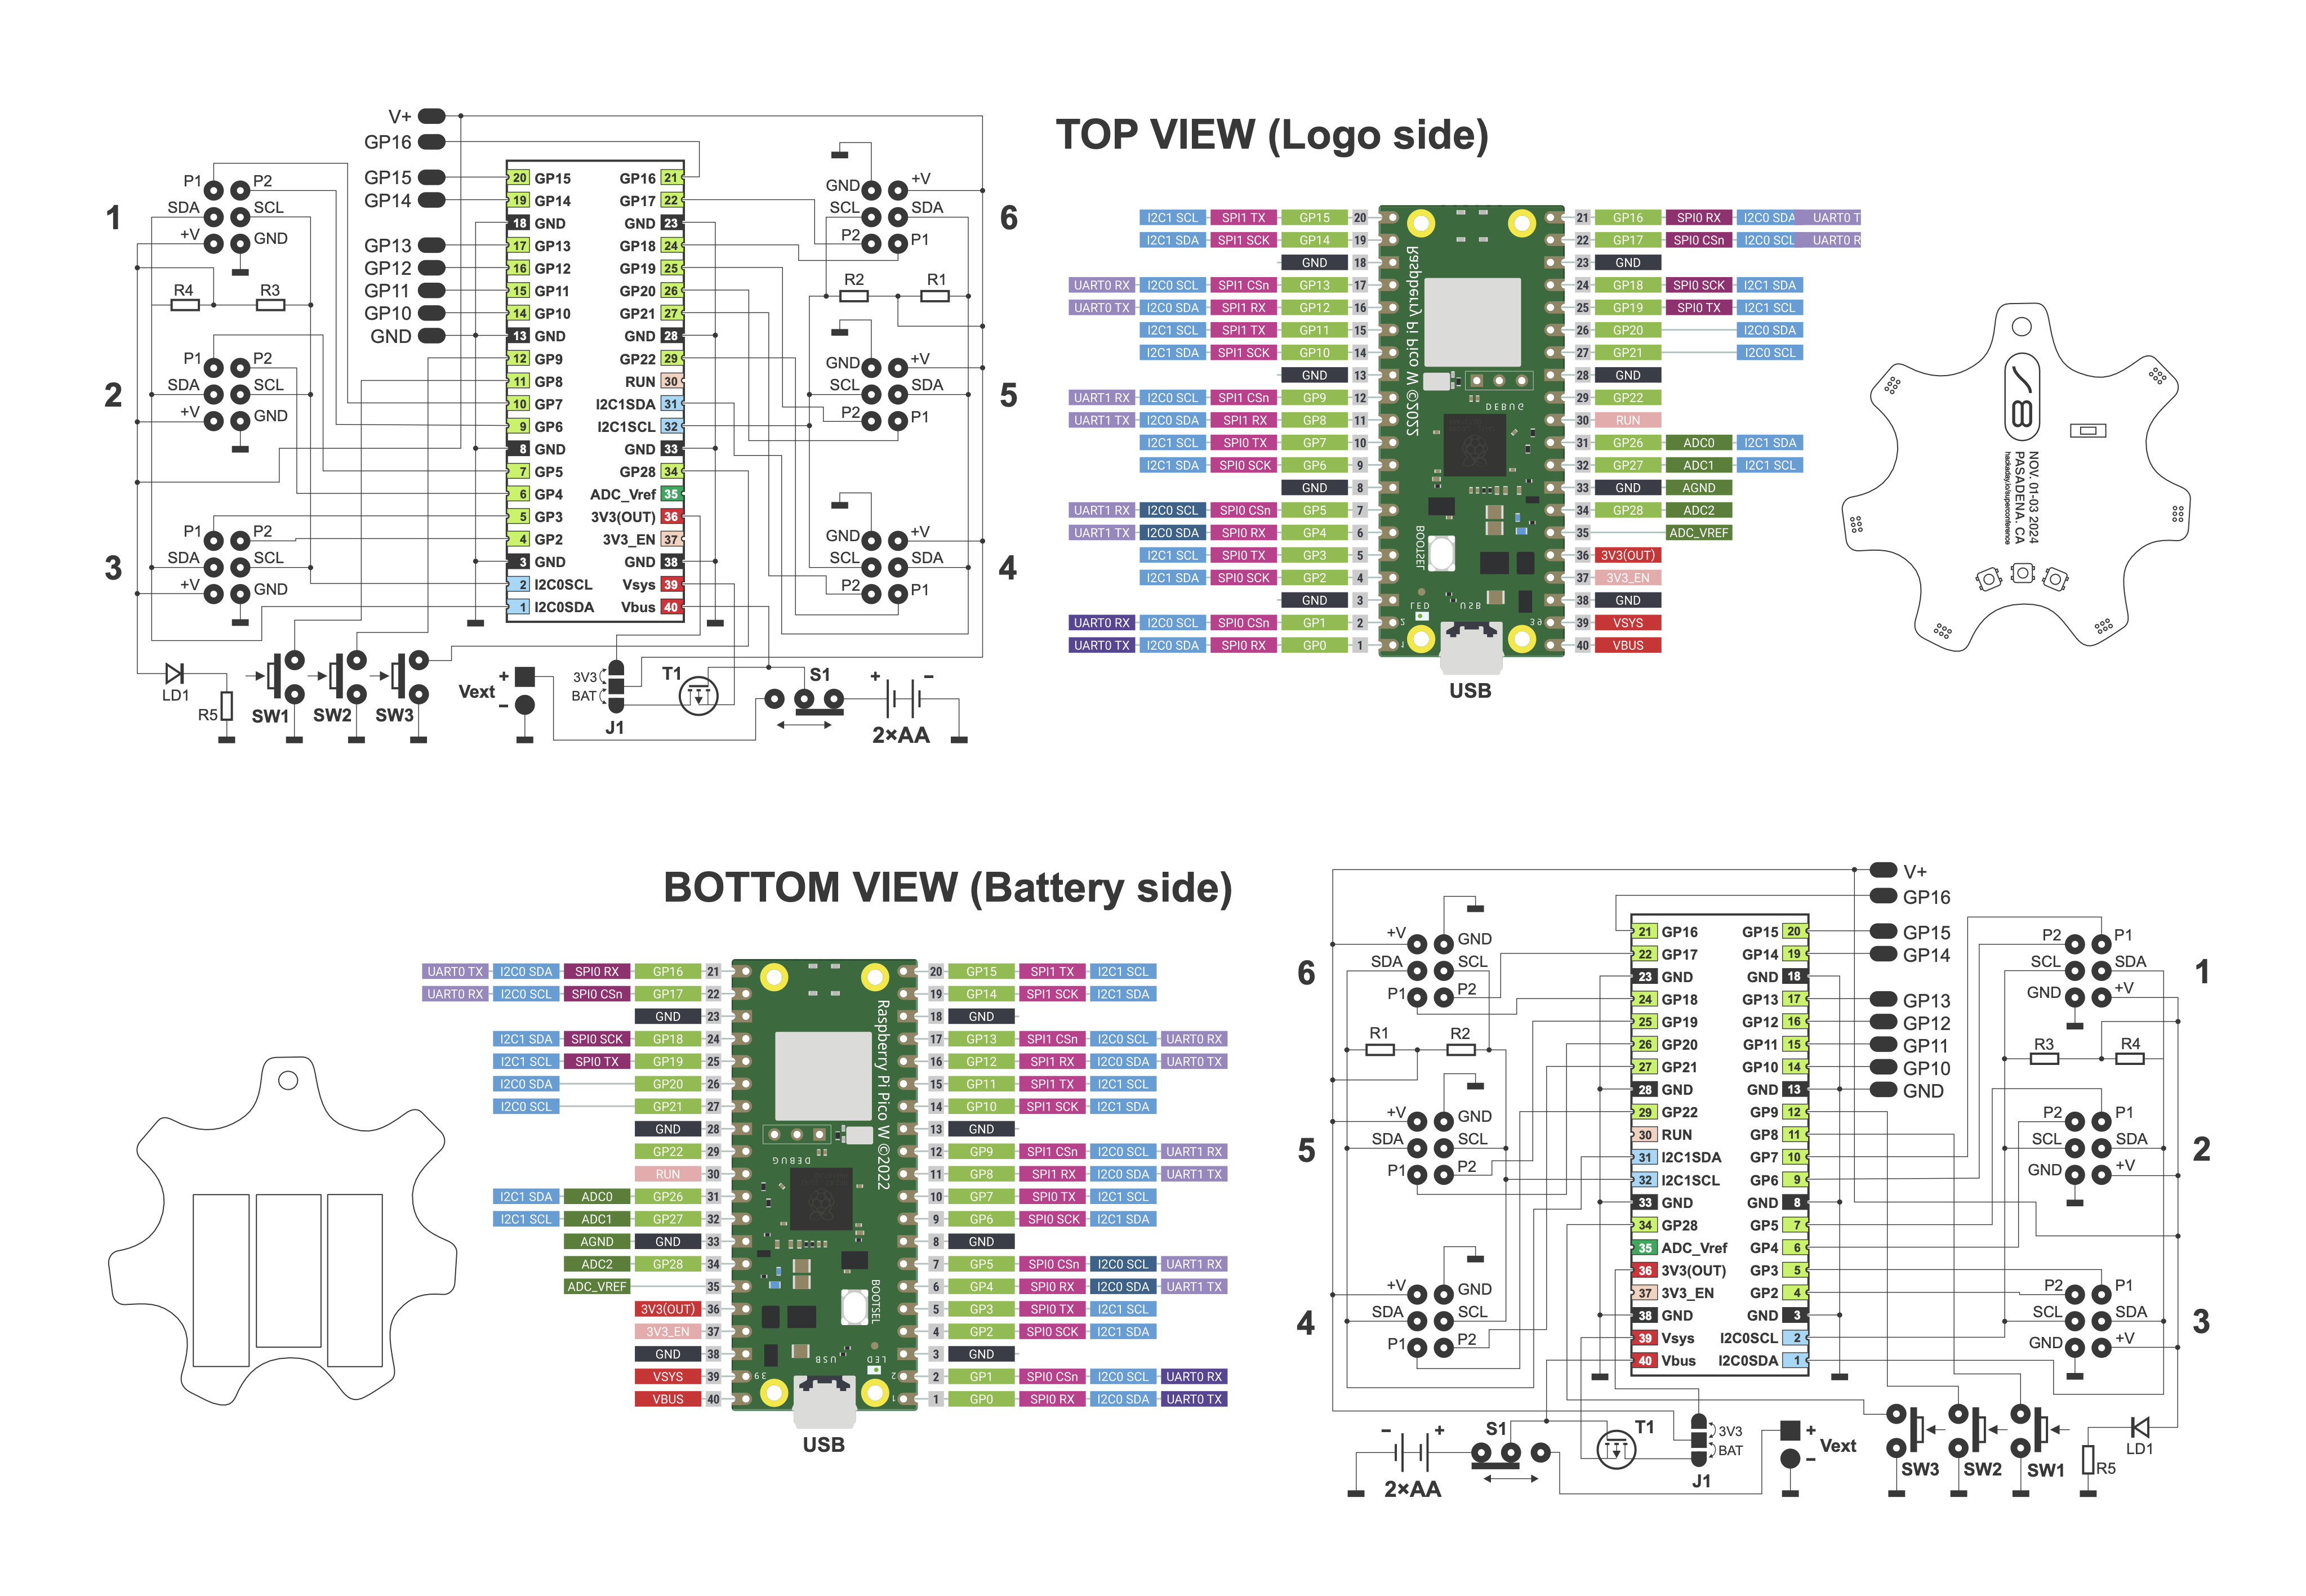 V+
GP16
GP15
GP14
GP13
GP12
GP11
GP10
GND
1
P1 P2
SDA SCL
+V GND
R4 R3
2
P1 P2
SDA SCL
+V GND
3
P1 P2
SDA SCL
+V GND
20 GP15 GP16 21
19 GP14 GP17 22
18 GND GND 23
17 GP13 GP18 24
16 GP12 GP19 25
15 GP11 GP20 26
14 GP10 GP21 27
13 GND GND 28
12 GP9 GP22 29
11 GP8 RUN 30
10 GP7 I2C1SDA 31
9 GP6 I2C1SCL 32
8 GND GND 33
7 GP5 GP28 34
6 GP4 ADC_Vref 35
5 GP3 3V3(OUT) 36
4 GP2 3V3_EN 37
3 GND GND 38
2 I2C0SCL Vsys 39
1 I2C0SDA Vbus 40
6
GND +V
SCL SDA
P2 P1
R2 R1
5
GND +V
SCL SDA
P2 P1
4
GND +V
SCL SDA
P2 P1
LD1
R5
SW1 SW2 SW3
Vext + −
3V3
BAT
J1
T1
S1
+ −
2×AA
TOP VIEW (Logo side)
I2C1 SCL SPI1 TX GP15 20
I2C1 SDA SPI1 SCK GP14 19
GND 18
UART0 RX I2C0 SCL SPI1 CSn GP13 17
UART0 TX I2C0 SDA SPI1 RX GP12 16
I2C1 SCL SPI1 TX GP11 15
I2C1 SDA SPI1 SCK GP10 14
GND 13
UART1 RX I2C0 SCL SPI1 CSn GP9 12
UART1 TX I2C0 SDA SPI1 RX GP8 11
I2C1 SCL SPI0 TX GP7 10
I2C1 SDA SPI0 SCK GP6 9
GND 8
UART1 RX I2C0 SCL SPI0 CSn GP5 7
UART1 TX I2C0 SDA SPI0 RX GP4 6
I2C1 SCL SPI0 TX GP3 5
I2C1 SDA SPI0 SCK GP2 4
GND 3
UART0 RX I2C0 SCL SPI0 CSn GP1 2
UART0 TX I2C0 SDA SPI0 RX GP0 1
Raspberry Pi Pico W ©2022
DEBUG
BOOTSEL
LED
USB
2
39
1
21 GP16 SPI0 RX I2C0 SDA UART0 T
22 GP17 SPI0 CSn I2C0 SCL UART0 R
23 GND
24 GP18 SPI0 SCK I2C1 SDA
25 GP19 SPI0 TX I2C1 SCL
26 GP20 I2C0 SDA
27 GP21 I2C0 SCL
28 GND
29 GP22
30 RUN
31 GP26 ADC0 I2C1 SDA
32 GP27 ADC1 I2C1 SCL
33 GND AGND
34 GP28 ADC2
35 ADC_VREF
36 3V3(OUT)
37 3V3_EN
38 GND
39 VSYS
40 VBUS
USB
8
NOV. 01-03 2024
PASADENA. CA
hackaday.io/superconference
BOTTOM VIEW (Battery side)
UART0 TX I2C0 SDA SPI0 RX GP16 21
UART0 RX I2C0 SCL SPI0 CSn GP17 22
GND 23
I2C1 SDA SPI0 SCK GP18 24
I2C1 SCL SPI0 TX GP19 25
I2C0 SDA GP20 26
I2C0 SCL GP21 27
GND 28
GP22 29
RUN 30
I2C1 SDA ADC0 GP26 31
I2C1 SCL ADC1 GP27 32
AGND GND 33
ADC2 GP28 34
ADC_VREF 35
3V3(OUT) 36
3V3_EN 37
GND 38
VSYS 39
VBUS 40
Raspberry Pi Pico W ©2022
DEBUG
BOOTSEL
USB
LED
39
2
1
20 GP15 SPI1 TX I2C1 SCL
19 GP14 SPI1 SCK I2C1 SDA
18 GND
17 GP13 SPI1 CSn I2C0 SCL UART0 RX
16 GP12 SPI1 RX I2C0 SDA UART0 TX
15 GP11 SPI1 TX I2C1 SCL
14 GP10 SPI1 SCK I2C1 SDA
13 GND
12 GP9 SPI1 CSn I2C0 SCL UART1 RX
11 GP8 SPI1 RX I2C0 SDA UART1 TX
10 GP7 SPI0 TX I2C1 SCL
9 GP6 SPI0 SCK I2C1 SDA
8 GND
7 GP5 SPI0 CSn I2C0 SCL UART1 RX
6 GP4 SPI0 RX I2C0 SDA UART1 TX
5 GP3 SPI0 TX I2C1 SCL
4 GP2 SPI0 SCK I2C1 SDA
3 GND
2 GP1 SPI0 CSn I2C0 SCL UART0 RX
1 GP0 SPI0 RX I2C0 SDA UART0 TX
USB
6
+V GND
SDA SCL
P1 P2
R1 R2
5
+V GND
SDA SCL
P1 P2
4
+V GND
SDA SCL
P1 P2
21 GP16 GP15 20
22 GP17 GP14 19
23 GND GND 18
24 GP18 GP13 17
25 GP19 GP12 16
26 GP20 GP11 15
27 GP21 GP10 14
28 GND GND 13
29 GP22 GP9 12
30 RUN GP8 11
31 I2C1SDA GP7 10
32 I2C1SCL GP6 9
33 GND GND 8
34 GP28 GP5 7
35 ADC_Vref GP4 6
36 3V3(OUT) GP3 5
37 3V3_EN GP2 4
38 GND GND 3
39 Vsys I2C0SCL 2
40 Vbus I2C0SDA 1
V+
GP16
GP15
GP14
GP13
GP12
GP11
GP10
GND
1
P2 P1
SCL SDA
GND +V
R3 R4
2
P2 P1
SCL SDA
GND +V
3
P2 P1
SCL SDA
GND +V
− +
2×AA
S1
T1
3V3
BAT
J1
+ − Vext
SW3 SW2 SW1
R5
LD1